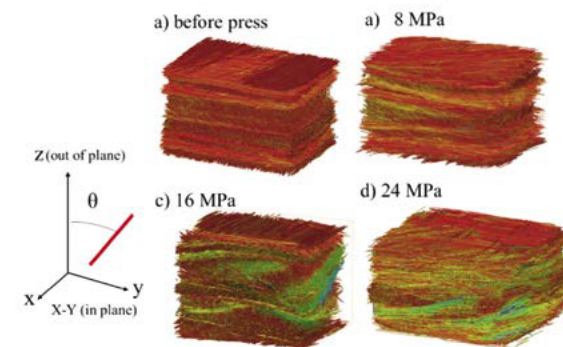 a) before press
a) 8 MPa
Z (out of plane)
θ
x
y
X-Y (in plane)
c) 16 MPa
d) 24 MPa